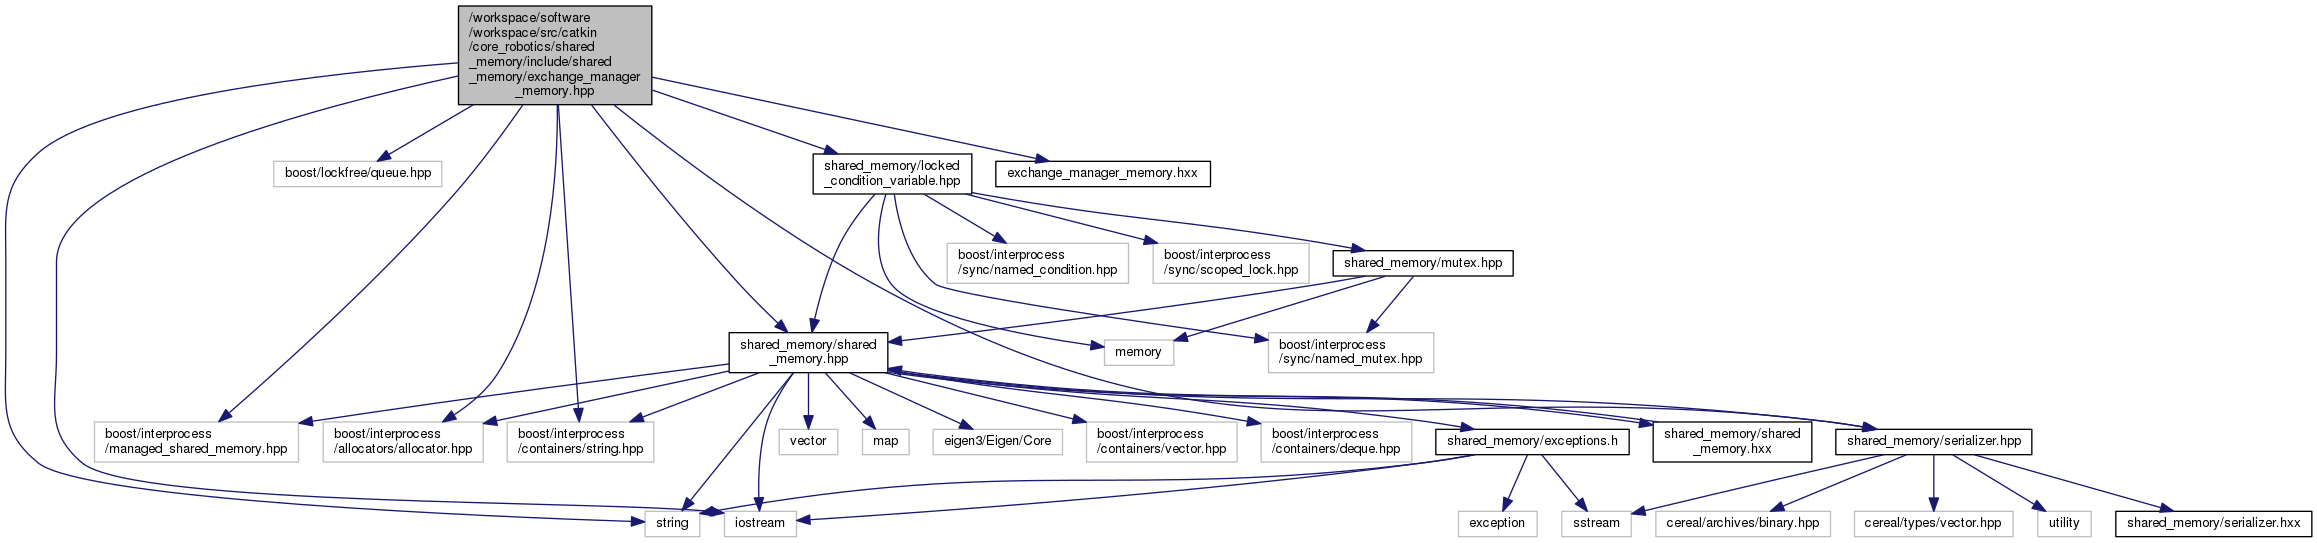 /workspace/software
/workspace/src/catkin
/core_robotics/shared
_memory/include/shared
_memory/exchange_manager
_memory.hpp
boost/lockfree/queue.hpp
shared_memory/locked
_condition_variable.hpp
exchange_manager_memory.hxx
boost/interprocess
/sync/named_condition.hpp
boost/interprocess
/sync/scoped_lock.hpp
shared_memory/mutex.hpp
shared_memory/shared
_memory.hpp
memory
boost/interprocess
/sync/named_mutex.hpp
boost/interprocess
/managed_shared_memory.hpp
boost/interprocess
/allocators/allocator.hpp
boost/interprocess
/containers/string.hpp
vector
map
eigen3/Eigen/Core
boost/interprocess
/containers/vector.hpp
boost/interprocess
/containers/deque.hpp
shared_memory/exceptions.h
shared_memory/shared
_memory.hxx
shared_memory/serializer.hpp
string
iostream
exception
sstream
cereal/archives/binary.hpp
cereal/types/vector.hpp
utility
shared_memory/serializer.hxx